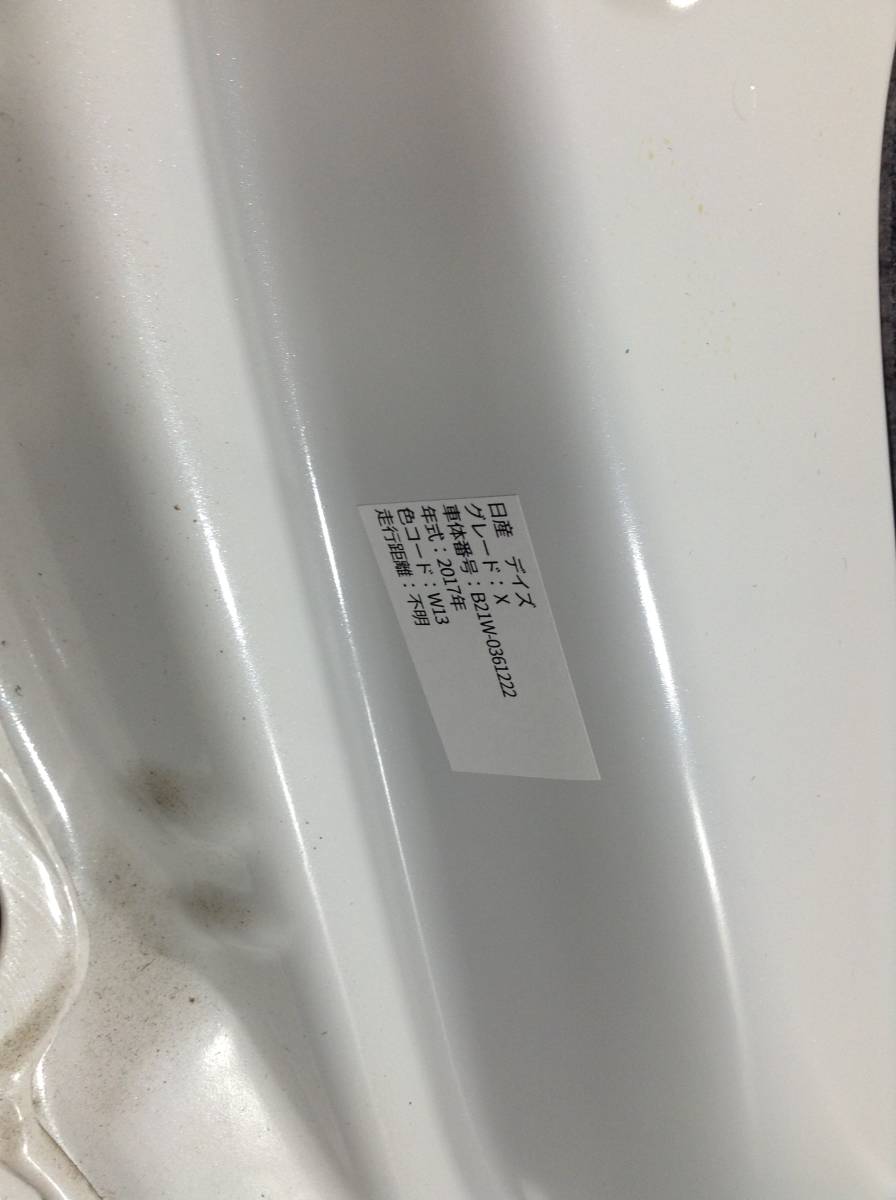 日産　デイズ
グレード：X
車体番号：B21W-0361222
年式：2017年
色コード：W13
走行距離：不明